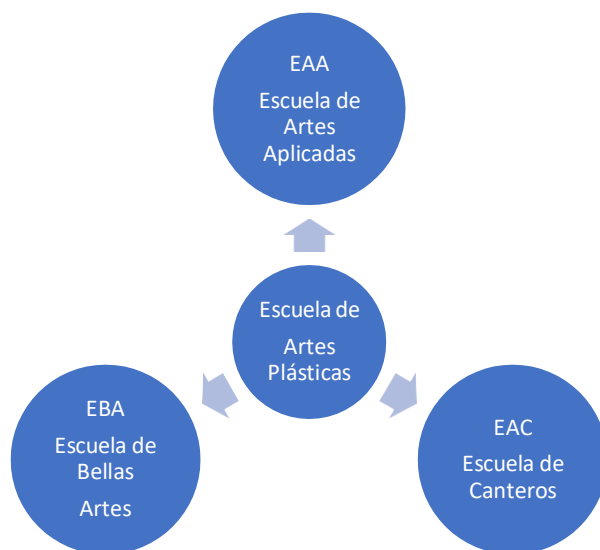 EAA
Escuela de
Artes
Aplicadas
Escuela de
Artes
Plásticas
EBA
Escuela de
Bellas
Artes
EAC
Escuela de
Canteros